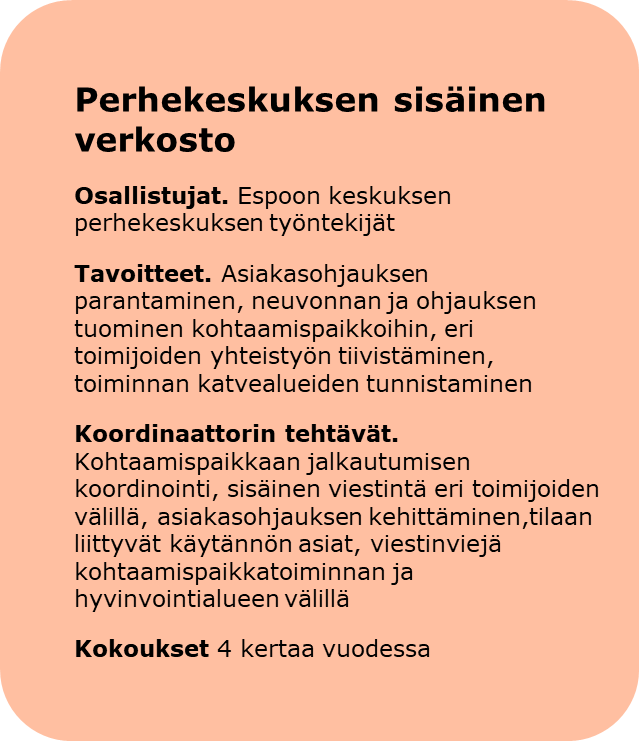 Perhekeskuksen sisäinen
verkosto
Osallistujat. Espoon keskuksen
perhekeskuksen työntekijät
Tavoitteet. Asiakasohjauksen
parantaminen, neuvonnan ja ohjauksen
tuominen kohtaamispaikkoihin, eri
toimijoiden yhteistyön tiivistäminen,
toiminnan katvealueiden tunnistaminen
Koordinaattorin tehtävät.
Kohtaamispaikkaan jalkautumisen
koordinointi, sisäinen viestintä eri toimijoiden
välillä, asiakasohjauksen kehittäminen,tilaan
liittyvät käytännön asiat, viestinviejä
kohtaamispaikkatoiminnan ja
hyvinvointialueen välillä
Kokoukset 4 kertaa vuodessa